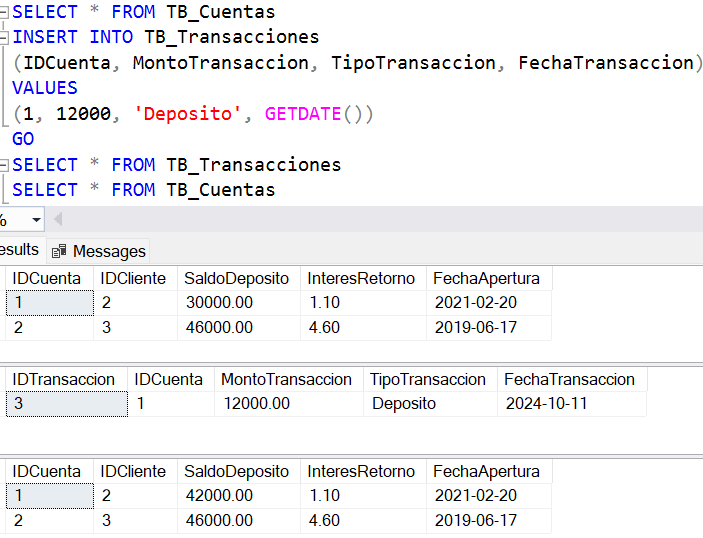 SELECT * FROM TB_Cuentas
INSERT INTO TB_Transacciones
(IDCuenta, MontoTransaccion, TipoTransaccion, FechaTransaccion)
VALUES
(1, 12000, 'Deposito', GETDATE())
GO
SELECT * FROM TB_Transacciones
SELECT * FROM TB_Cuentas
%
esults Messages
IDCuenta IDCliente SaldoDeposito InteresRetorno FechaApertura
1 2 30000.00 1.10 2021-02-20
2 3 46000.00 4.60 2019-06-17
IDTransaccion IDCuenta MontoTransaccion TipoTransaccion FechaTransaccion
3 1 12000.00 Deposito 2024-10-11
IDCuenta IDCliente SaldoDeposito InteresRetorno FechaApertura
1 2 42000.00 1.10 2021-02-20
2 3 46000.00 4.60 2019-06-17